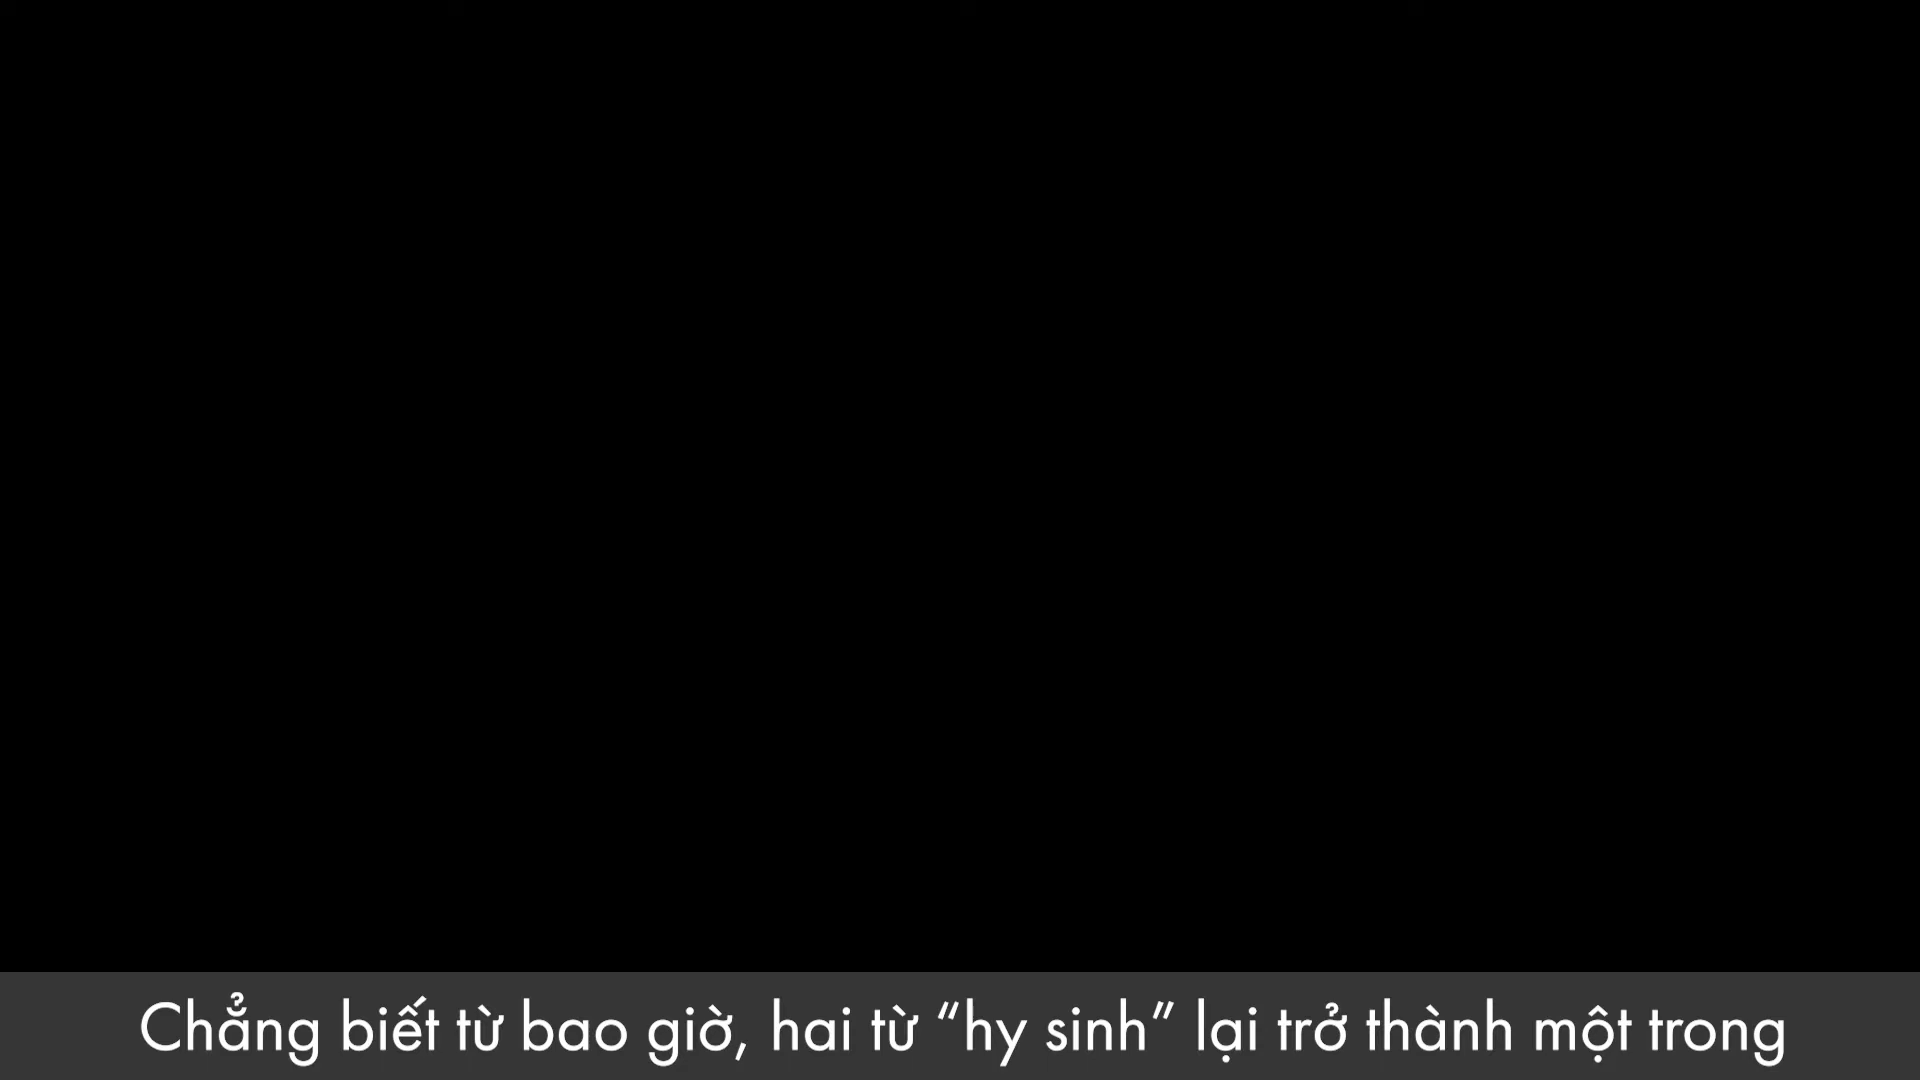 Chẳng biết từ bao giờ, hai từ “hy sinh” lại trở thành một trong